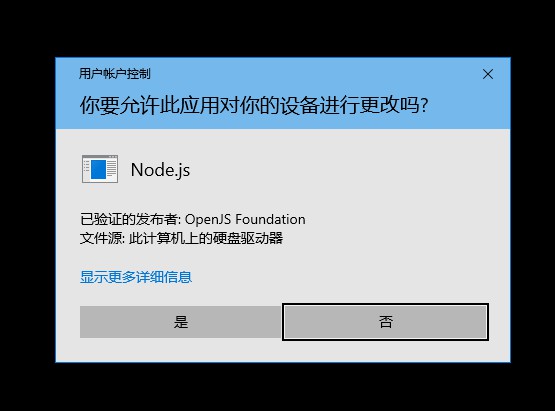 用户帐户控制
你要允许此应用对你的设备进行更改吗?
Node.js
已验证的发布者: OpenJS Foundation
文件源: 此计算机上的硬盘驱动器
显示更多详细信息
是
否